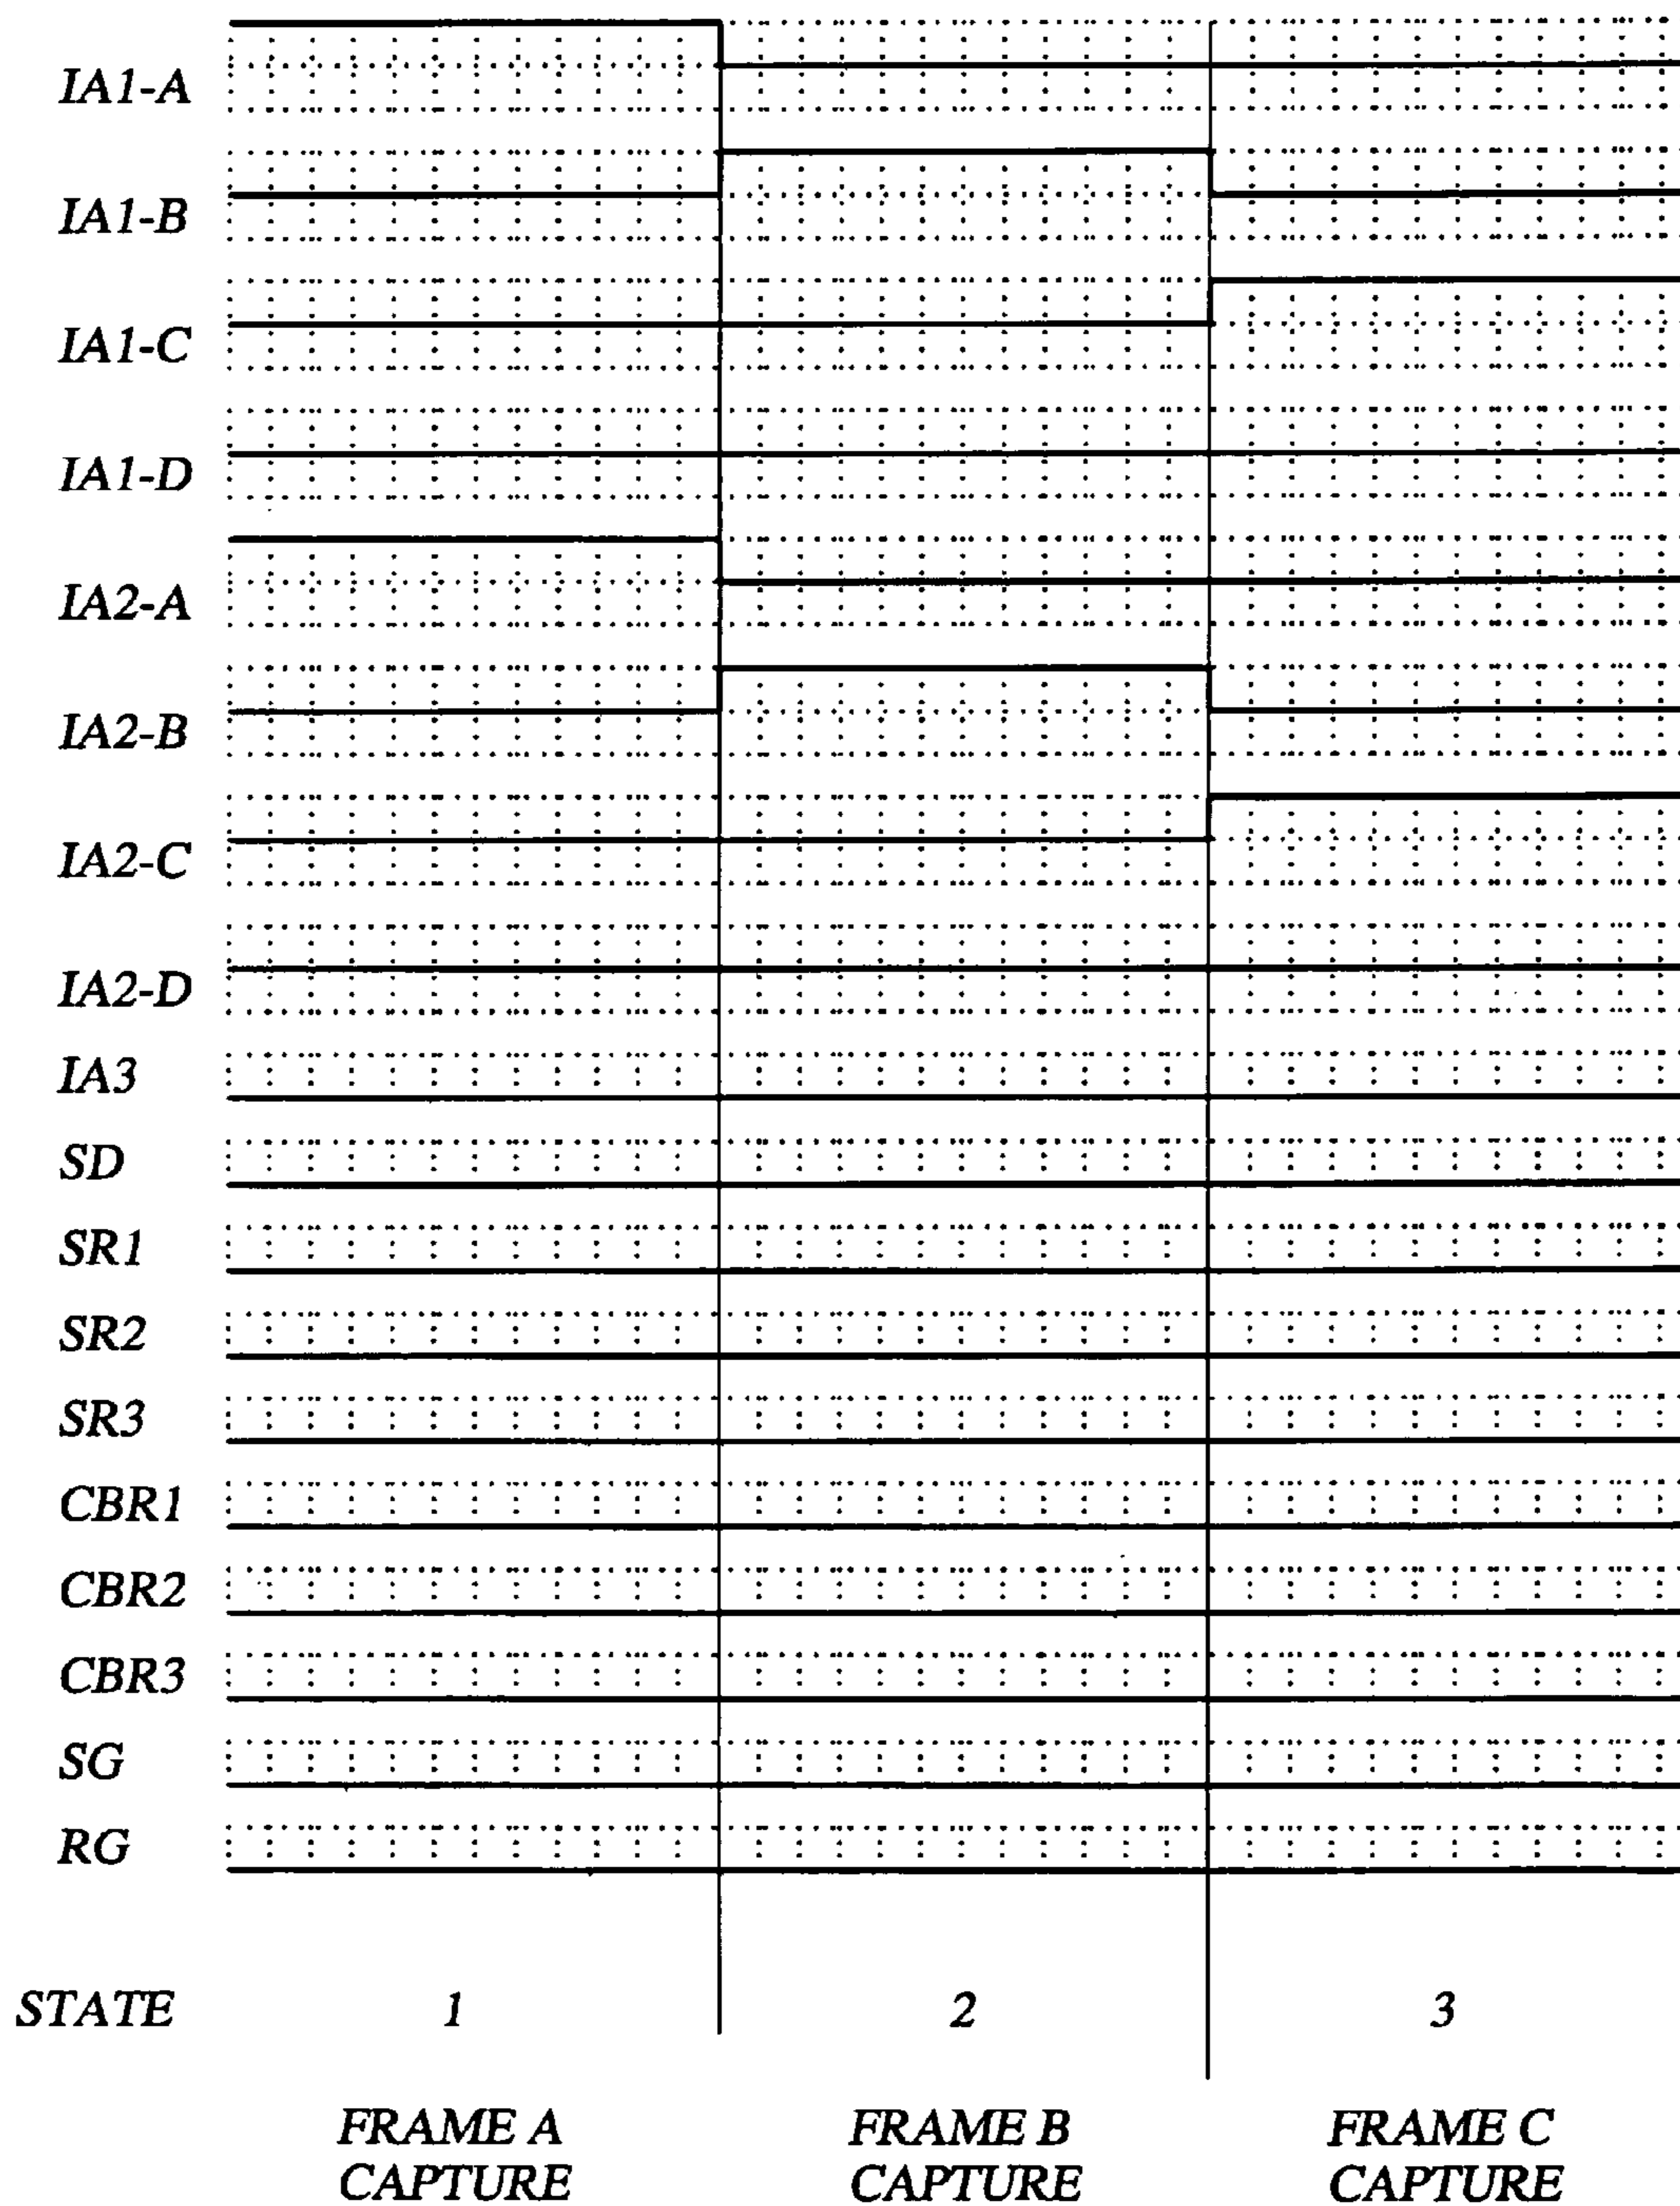 IA1-A
IA1-B
IA1-C
IA1-D
IA2-A
IA2-B
IA2-C
IA2-D
IA3
SD
SR1
SR2
SR3
CBR1
CBR2
CBR3
SG
RG
STATE 1 2 3
FRAME A FRAME B FRAME C
CAPTURE CAPTURE CAPTURE